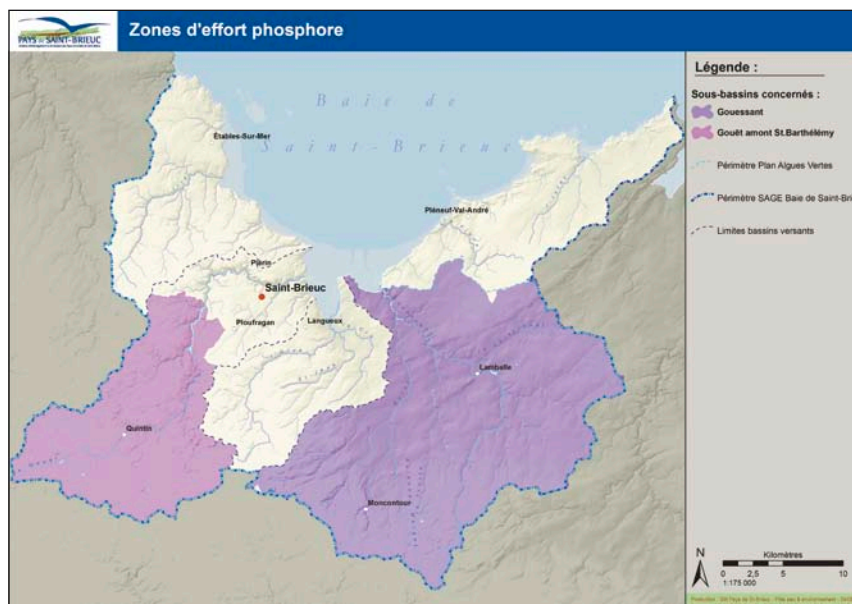 PAYS de SAINT-BRIEUC
Zones d'effort phosphore
Légende :
Sous-bassins concernés :
Gouessant
Gouët amont St.Barthélémy
Périmètre Plan Algues Vertes
Périmètre SAGE Baie de Saint-Bri
Limites bassins versants
Baie de
Saint-Brieuc
Étables-Sur-Mer
Pléneuf-Val-André
Plérin
Saint-Brieuc
Ploufragan
Langueux
Lamballe
Quintin
Moncontour
N
Kilomètres
0 2,5 5 10
1:175 000